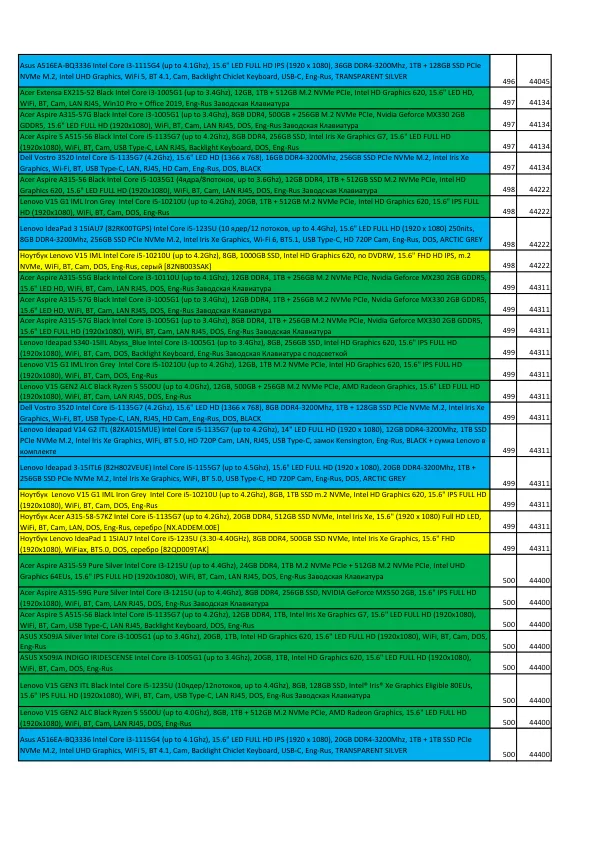 Asus A516EA-BQ3336 Intel Core i3-1115G4 (up to 4.1Ghz), 15.6" LED FULL HD IPS (1920 x 1080), 36GB DDR4-3200Mhz, 1TB + 128GB SSD PCIe
NVMe M.2, Intel UHD Graphics, WiFi 5, BT 4.1, Cam, Backlight Chiclet Keyboard, USB-C, Eng-Rus, TRANSPARENT SILVER 496 44045
Acer Extensa EX215-52 Black Intel Core i3-1005G1 (up to 3.4Ghz), 12GB, 1TB + 512GB M.2 NVMe PCIe, Intel HD Graphics 620, 15.6" LED HD,
WiFi, BT, Cam, LAN RJ45, Win10 Pro + Office 2019, Eng-Rus Заводская Клавиатура 497 44134
Acer Aspire A315-57G Black Intel Core i3-1005G1 (up to 3.4Ghz), 8GB DDR4, 500GB + 256GB M.2 NVMe PCIe, Nvidia Geforce MX330 2GB
GDDR5, 15.6" LED FULL HD (1920x1080), WiFi, BT, Cam, LAN RJ45, DOS, Eng-Rus Заводская Клавиатура 497 44134
Acer Aspire 5 A515-56 Black Intel Core i3-1005G1 (up to 3.4Ghz), 8GB DDR4, 256GB SSD, Intel Iris Xe Graphics G7, 15.6" LED FULL HD
(1920x1080), WiFi, BT, Cam, USB Type-C, LAN RJ45, Backlight Keyboard, DOS, Eng-Rus 497 44134
Dell Vostro 3520 Intel Core i5-1135G7 (4.2Ghz), 15.6" LED HD (1366 x 768), 16GB DDR4-3200Mhz, 256GB SSD PCIe NVMe M.2, Intel Iris Xe
Graphics, Wi-Fi, BT, USB Type-C, LAN RJ45, HD Cam, Eng-Rus, DOS, BLACK 497 44134
Acer Aspire A315-56 Black Intel Core i5-1035G1 (4ядра/8потоков, up to 3.6Ghz), 12GB DDR4, 1TB + 512GB SSD M.2 NVMe PCIe, Intel HD
Graphics 620, 15.6" LED FULL HD (1920x1080), WiFi, BT, Cam, LAN RJ45, DOS, Eng-Rus Заводская Клавиатура 498 44222
Lenovo V15 G1 IML Iron Grey Intel Core i5-10210U (up to 4.2Ghz), 20GB, 1TB + 512GB M.2 NVMe PCIe, Intel HD Graphics 620, 15.6" IPS FULL
HD (1920x1080), WiFi, BT, Cam, DOS, Eng-Rus 498 44222
Lenovo IdeaPad 3 15IAU7 (82RK00TGPS) Intel Core i5-1235U (10 ядер/12 потоков, up to 4.4Ghz), 15.6" LED FULL HD (1920 x 1080) 250nits,
8GB DDR4-3200Mhz, 256GB SSD PCIe NVMe M.2, Intel Iris Xe Graphics, Wi-Fi 6, BT5.1, USB Type-C, HD 720P Cam, Eng-Rus, DOS, ARCTIC GREY 498 44222
Ноутбук Lenovo V15 IML Intel Core i5-10210U (up to 4.2Ghz), 8GB, 1000GB SSD, Intel HD Graphics 620, no DVDRW, 15.6" FHD HD IPS, m.2
NVMe, WiFi, BT, Cam, DOS, Eng-Rus, серый [82NB0035AK] 498 44222
Acer Aspire A315-55G Black Intel Core i3-10110U (up to 4.1Ghz), 12GB DDR4, 1TB + 256GB M.2 NVMe PCIe, Nvidia Geforce MX230 2GB GDDR5,
15.6" LED HD, WiFi, BT, Cam, LAN RJ45, DOS, Eng-Rus Заводская Клавиатура 499 44311
Acer Aspire A315-57G Black Intel Core i3-1005G1 (up to 3.4Ghz), 12GB DDR4, 1TB + 256GB M.2 NVMe PCIe, Nvidia Geforce MX330 2GB GDDR5,
15.6" LED HD, WiFi, BT, Cam, LAN RJ45, DOS, Eng-Rus Заводская Клавиатура 499 44311
Acer Aspire A315-57G Black Intel Core i3-1005G1 (up to 3.4Ghz), 8GB DDR4, 1TB + 256GB M.2 NVMe PCIe, Nvidia Geforce MX330 2GB GDDR5,
15.6" LED FULL HD (1920x1080), WiFi, BT, Cam, LAN RJ45, DOS, Eng-Rus Заводская Клавиатура 499 44311
Lenovo Ideapad S340-15IIL Abyss_Blue Intel Core i3-1005G1 (up to 3.4Ghz), 8GB, 256GB SSD, Intel HD Graphics 620, 15.6" IPS FULL HD
(1920x1080), WiFi, BT, Cam, DOS, Backlight Keyboard, Eng-Rus Заводская Клавиатура с подсветкой 499 44311
Lenovo V15 G1 IML Iron Grey Intel Core i5-10210U (up to 4.2Ghz), 12GB, 1TB + 512GB M.2 NVMe PCIe, Intel HD Graphics 620, 15.6" IPS FULL
HD (1920x1080), WiFi, BT, Cam, DOS, Eng-Rus 499 44311
Lenovo V15 GEN2 ALC Black Ryzen 5 5500U (up to 4.0Ghz), 12GB, 500GB + 256GB M.2 NVMe PCIe, AMD Radeon Graphics, 15.6" LED FULL HD
(1920x1080), WiFi, BT, Cam, LAN RJ45, DOS, Eng-Rus 499 44311
Dell Vostro 3520 Intel Core i5-1135G7 (4.2Ghz), 15.6" LED HD (1366 x 768), 8GB DDR4-3200Mhz, 1TB + 128GB SSD PCIe NVMe M.2, Intel Iris Xe
Graphics, Wi-Fi, BT, USB Type-C, LAN RJ45, HD Cam, Eng-Rus, DOS, BLACK 499 44311
Lenovo Ideapad V14 G2 ITL (82KA015MUE) Intel Core i5-1135G7 (up to 4.2Ghz), 14" LED FULL HD (1920 x 1080), 12GB DDR4-3200Mhz, 1TB SSD
PCIe NVMe M.2, Intel Iris Xe Graphics, WiFi, BT 5.0, HD 720P Cam, LAN, RJ45, USB Type-C, замок Kensington, Eng-Rus, BLACK + сумка Lenovo в
комплекте 499 44311
Lenovo Ideapad 3-15ITL6 (82H802VEUE) Intel Core i5-1155G7 (up to 4.5Ghz), 15.6" LED FULL HD (1920 x 1080), 20GB DDR4-3200Mhz, 1TB +
256GB SSD PCIe NVMe M.2, Intel Iris Xe Graphics, WiFi, BT 5.0, USB Type-C, HD 720P Cam, Eng-Rus, DOS, ARCTIC GREY 499 44311
Ноутбук Lenovo V15 G1 IML Iron Grey Intel Core i5-10210U (up to 4.2Ghz), 8GB, 1TB SSD m.2 NVMe, Intel HD Graphics 620, 15.6" IPS FULL HD
(1920x1080), WiFi, BT, Cam, DOS, Eng-Rus 499 44311
Ноутбук Acer A315-58-57KZ Intel Core i5-1135G7 (up to 4.2Ghz), 20GB DDR4, 512GB SSD NVMe, Intel Iris Xe, 15.6" (1920 x 1080) Full HD LED,
WiFi, BT, Cam, LAN, DOS, Eng-Rus, серебро [NX.ADDEM.00E] 499 44311
Ноутбук Lenovo IdeaPad 1 15IAU7 Intel Core i5-1235U (3.30-4.40GHz), 8GB DDR4, 500GB SSD NVMe, Intel Iris Xe Graphics, 15.6" FHD
(1920x1080), WiFiax, BT5.0, DOS, серебро [82QD009TAK] 499 44311
Acer Aspire A315-59 Pure Silver Intel Core i3-1215U (up to 4.4Ghz), 24GB DDR4, 1TB M.2 NVMe PCIe + 512GB M.2 NVMe PCIe, Intel UHD
Graphics 64EUs, 15.6" IPS FULL HD (1920x1080), WiFi, BT, Cam, LAN RJ45, DOS, Eng-Rus Заводская Клавиатура 500 44400
Acer Aspire A315-59G Pure Silver Intel Core i3-1215U (up to 4.4Ghz), 8GB DDR4, 256GB SSD, NVIDIA GeForce MX550 2GB, 15.6" IPS FULL HD
(1920x1080), WiFi, BT, Cam, LAN RJ45, DOS, Eng-Rus Заводская Клавиатура 500 44400
Acer Aspire 5 A515-56 Black Intel Core i5-1135G7 (up to 4.2Ghz), 12GB DDR4, 1TB, Intel Iris Xe Graphics G7, 15.6" LED FULL HD (1920x1080),
WiFi, BT, Cam, USB Type-C, LAN RJ45, Backlight Keyboard, DOS, Eng-Rus 500 44400
ASUS X509JA Silver Intel Core i3-1005G1 (up to 3.4Ghz), 20GB, 1TB, Intel HD Graphics 620, 15.6" LED FULL HD (1920x1080), WiFi, BT, Cam, DOS,
Eng-Rus 500 44400
ASUS X509JA INDIGO IRIDESCENSE Intel Core i3-1005G1 (up to 3.4Ghz), 20GB, 1TB, Intel HD Graphics 620, 15.6" LED FULL HD (1920x1080),
WiFi, BT, Cam, DOS, Eng-Rus 500 44400
Lenovo V15 GEN3 ITL Black Intel Core i5-1235U (10ядер/12потоков, up to 4.4Ghz), 8GB, 128GB SSD, Intel® Iris® Xe Graphics Eligible 80EUs,
15.6" IPS FULL HD (1920x1080), WiFi, BT, Cam, USB Type-C, LAN RJ45, DOS, Eng-Rus Заводская Клавиатура 500 44400
Lenovo V15 GEN2 ALC Black Ryzen 5 5500U (up to 4.0Ghz), 8GB, 1TB + 512GB M.2 NVMe PCIe, AMD Radeon Graphics, 15.6" LED FULL HD
(1920x1080), WiFi, BT, Cam, LAN RJ45, DOS, Eng-Rus 500 44400
Asus A516EA-BQ3336 Intel Core i3-1115G4 (up to 4.1Ghz), 15.6" LED FULL HD IPS (1920 x 1080), 20GB DDR4-3200Mhz, 1TB + 1TB SSD PCIe
NVMe M.2, Intel UHD Graphics, WiFi 5, BT 4.1, Cam, Backlight Chiclet Keyboard, USB-C, Eng-Rus, TRANSPARENT SILVER 500 44400